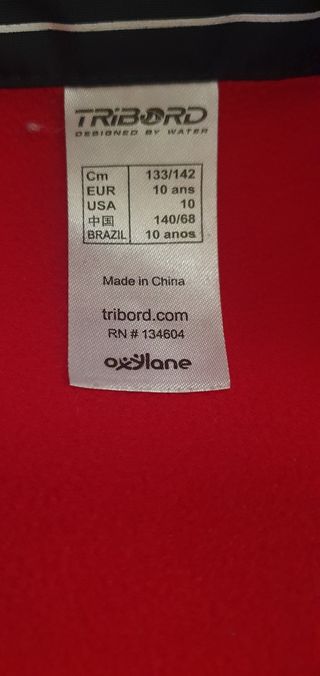 TRIBORD
DESIGNED BY WATER
Cm 133/142
EUR 10 ans
USA 10
中国 140/68
BRAZIL 10 anos
Made in China
tribord.com
RN # 134604
oxylane